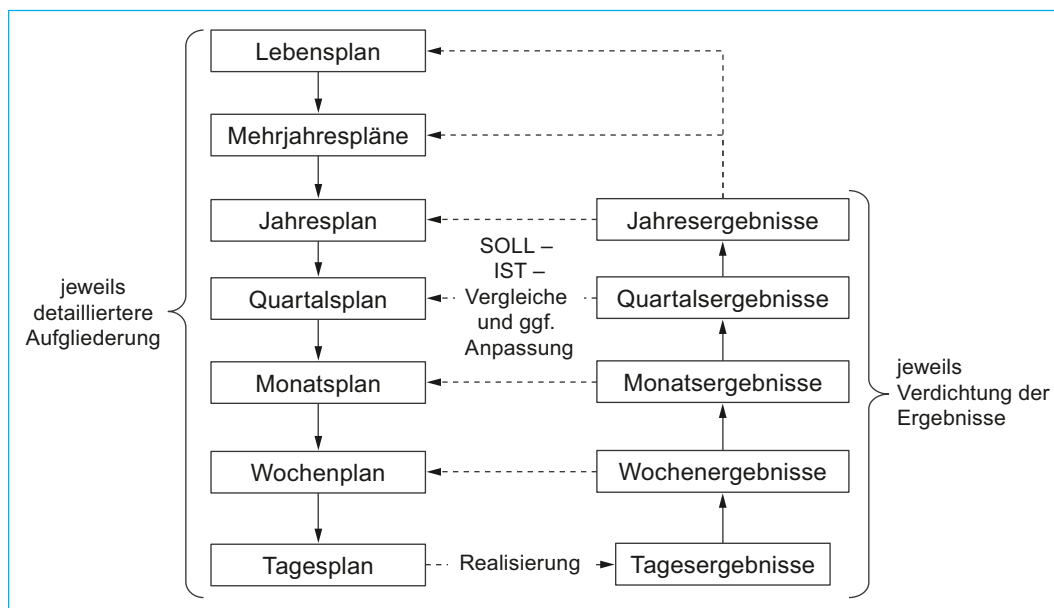 Lebensplan
Mehrjahrespläne
Jahresplan
Jahresergebnisse
SOLL –
IST –
Vergleiche
und ggf.
Anpassung
jeweils
detailliertere
Aufgliederung
Quartalsplan
Quartalsergebnisse
Monatsplan
Monatsergebnisse
jeweils
Verdichtung der
Ergebnisse
Wochenplan
Wochenergebnisse
Tagesplan
Realisierung
Tagesergebnisse